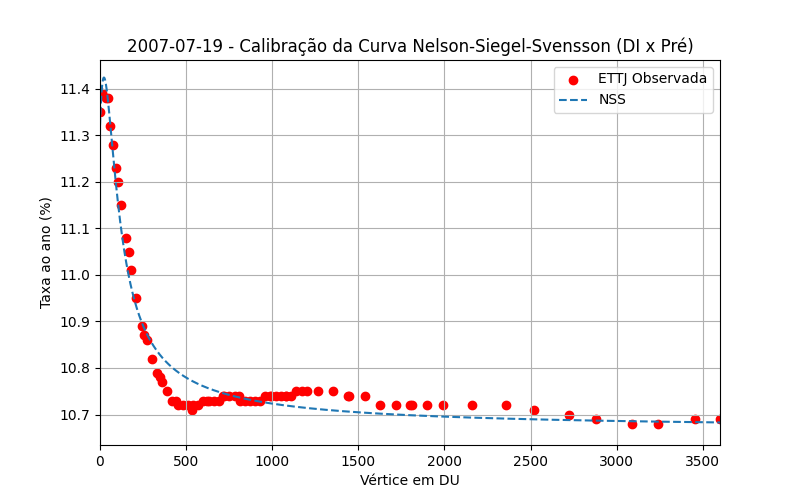 2007-07-19 - Calibração da Curva Nelson-Siegel-Svensson (DI x Pré)
ETTJ Observada
NSS
Taxa ao ano (%)
11.4
11.3
11.2
11.1
11.0
10.9
10.8
10.7
0 500 1000 1500 2000 2500 3000 3500
Vértice em DU